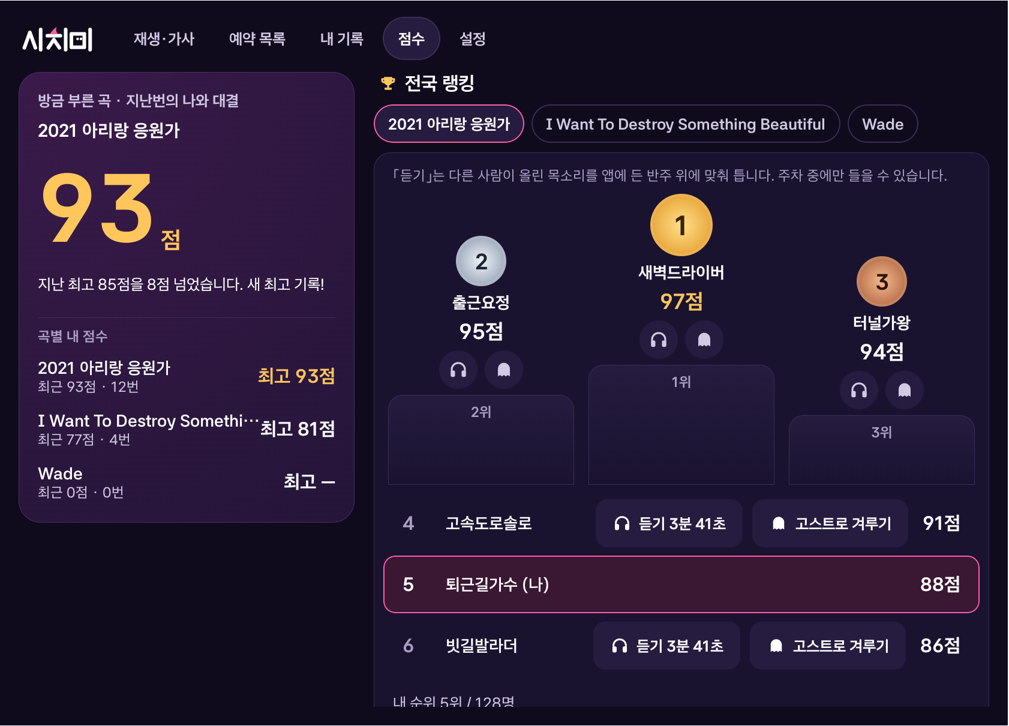 시치미
재생·가사
예약 목록
내 기록
점수
설정
방금 부른 곡 · 지난번의 나와 대결
2021 아리랑 응원가
93점
지난 최고 85점을 8점 넘었습니다. 새 최고 기록!
곡별 내 점수
2021 아리랑 응원가
최근 93점 · 12번
최고 93점
I Want To Destroy Somethi···
최근 77점 · 4번
최고 81점
Wade
최근 0점 · 0번
최고 —
전국 랭킹
2021 아리랑 응원가
I Want To Destroy Something Beautiful
Wade
「듣기」는 다른 사람이 올린 목소리를 앱에 든 반주 위에 맞춰 틉니다. 주차 중에만 들을 수 있습니다.
2
출근요정
95점
2위
1
새벽드라이버
97점
1위
3
터널가왕
94점
3위
4 고속도로솔로 듣기 3분 41초 고스트로 겨루기 91점
5 퇴근길가수 (나) 88점
6 빗길발라더 듣기 3분 41초 고스트로 겨루기 86점
내 순위 5위 / 128명